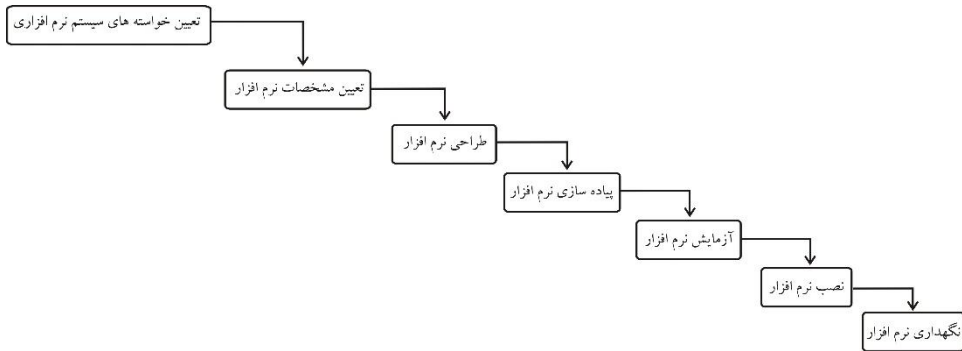 تعیین خواسته های سیستم نرم افزاری
تعیین مشخصات نرم افزار
طراحی نرم افزار
پیاده سازی نرم افزار
آزمایش نرم افزار
نصب نرم افزار
نگهداری نرم افزار